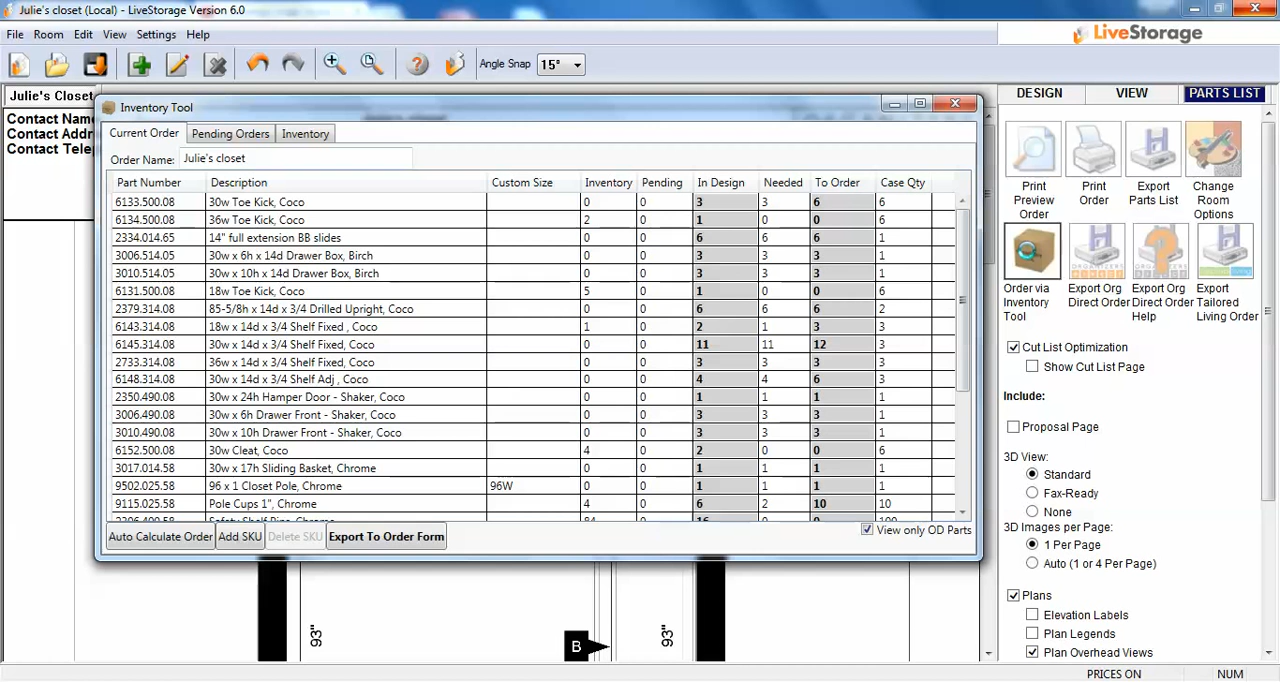 Julie's closet (Local) - LiveStorage Version 6.0
File Room Edit View Settings Help
LiveStorage
? Angle Snap 15°
Julie's Closet
Contact Nam
Contact Addr
Contact Telep
Inventory Tool
Current Order Pending Orders Inventory
Order Name: Julie's closet
Part Number Description Custom Size Inventory Pending In Design Needed To Order Case Qty
6133.500.08 30w Toe Kick, Coco 0 0 3 3 6 6
6134.500.08 36w Toe Kick, Coco 2 0 1 0 0 6
2334.014.65 14" full extension BB slides 0 0 6 6 6 1
3006.514.05 30w x 6h x 14d Drawer Box, Birch 0 0 3 3 3 1
3010.514.05 30w x 10h x 14d Drawer Box, Birch 0 0 3 3 3 1
6131.500.08 18w Toe Kick, Coco 5 0 1 0 0 6
2379.314.08 85-5/8h x 14d x 3/4 Drilled Upright, Coco 0 0 6 6 6 2
6143.314.08 18w x 14d x 3/4 Shelf Fixed , Coco 1 0 2 1 3 3
6145.314.08 30w x 14d x 3/4 Shelf Fixed, Coco 0 0 11 11 12 3
2733.314.08 36w x 14d x 3/4 Shelf Fixed, Coco 0 0 3 3 3 3
6148.314.08 30w x 14d x 3/4 Shelf Adj , Coco 0 0 4 4 6 3
2350.490.08 30w x 24h Hamper Door - Shaker, Coco 0 0 1 1 1 1
3006.490.08 30w x 6h Drawer Front - Shaker, Coco 0 0 3 3 3 1
3010.490.08 30w x 10h Drawer Front - Shaker, Coco 0 0 3 3 3 1
6152.500.08 30w Cleat, Coco 4 0 2 0 0 6
3017.014.58 30w x 17h Sliding Basket, Chrome 0 0 1 1 1 1
9502.025.58 96 x 1 Closet Pole, Chrome 96W 0 0 1 1 1 1
9115.025.58 Pole Cups 1", Chrome 4 0 6 2 10 10
Safety Shelf Pins, Chrome 84 0 16 0 0 100
Auto Calculate Order Add SKU Delete SKU Export To Order Form
View only OD Parts
93"
B
93"
DESIGN VIEW PARTS LIST
Print Preview Order
Print Order
Export Parts List
Change Room Options
Order via Inventory Tool
Export Org Direct Order
Export Org Direct Order Help
Export Tailored Living Order
Cut List Optimization
Show Cut List Page
Include:
Proposal Page
3D View:
Standard
Fax-Ready
None
3D Images per Page:
1 Per Page
Auto (1 or 4 Per Page)
Plans
Elevation Labels
Plan Legends
Plan Overhead Views
PRICES ON NUM